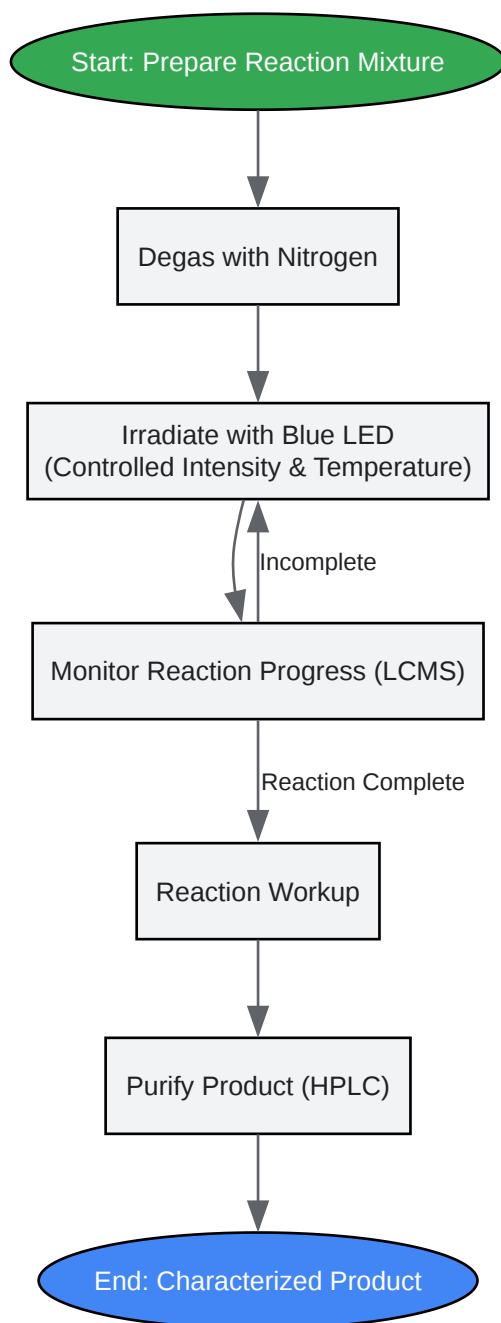 Start: Prepare Reaction Mixture
Degas with Nitrogen
Irradiate with Blue LED
(Controlled Intensity & Temperature)
Incomplete
Monitor Reaction Progress (LCMS)
Reaction Complete
Reaction Workup
Purify Product (HPLC)
End: Characterized Product